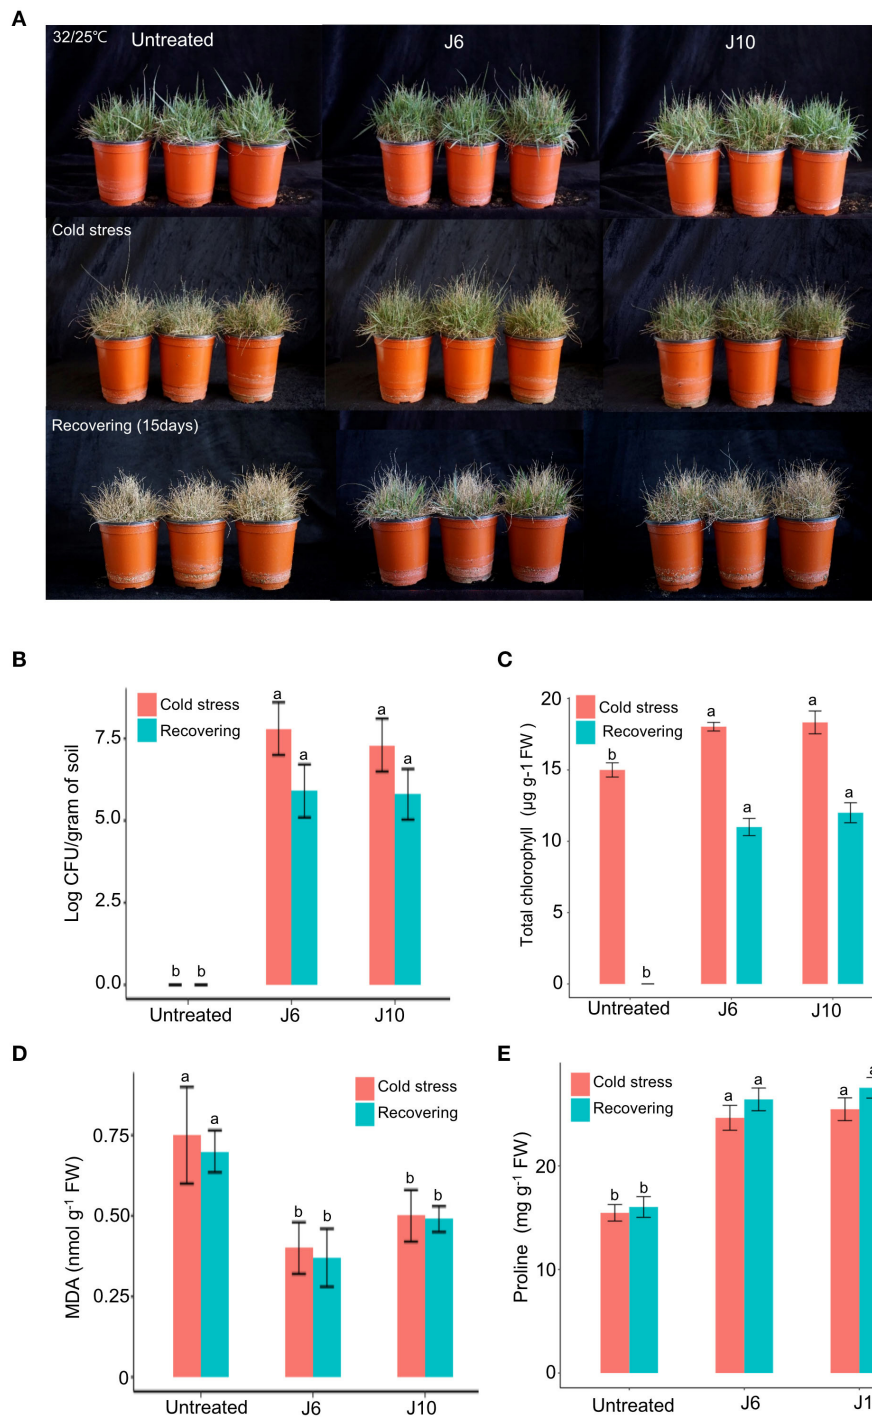 A
32/25℃ Untreated J6 J10
Cold stress
Recovering (15days)
B
Log CFU/gram of soil
7.5
5.0
2.5
0.0
Cold stress
Recovering
b b a a a a
Untreated J6 J10
C
Total chlorophyll (µg g-1 FW )
20
15
10
5
0
Cold stress
Recovering
b b a a a a
Untreated J6 J10
D
MDA (nmol g-1 FW)
0.75
0.50
0.25
0
Cold stress
Recovering
a a b b b b
Untreated J6 J10
E
Proline (mg g-1 FW)
20
10
0
Cold stress
Recovering
b b a a a
Untreated J6 J1